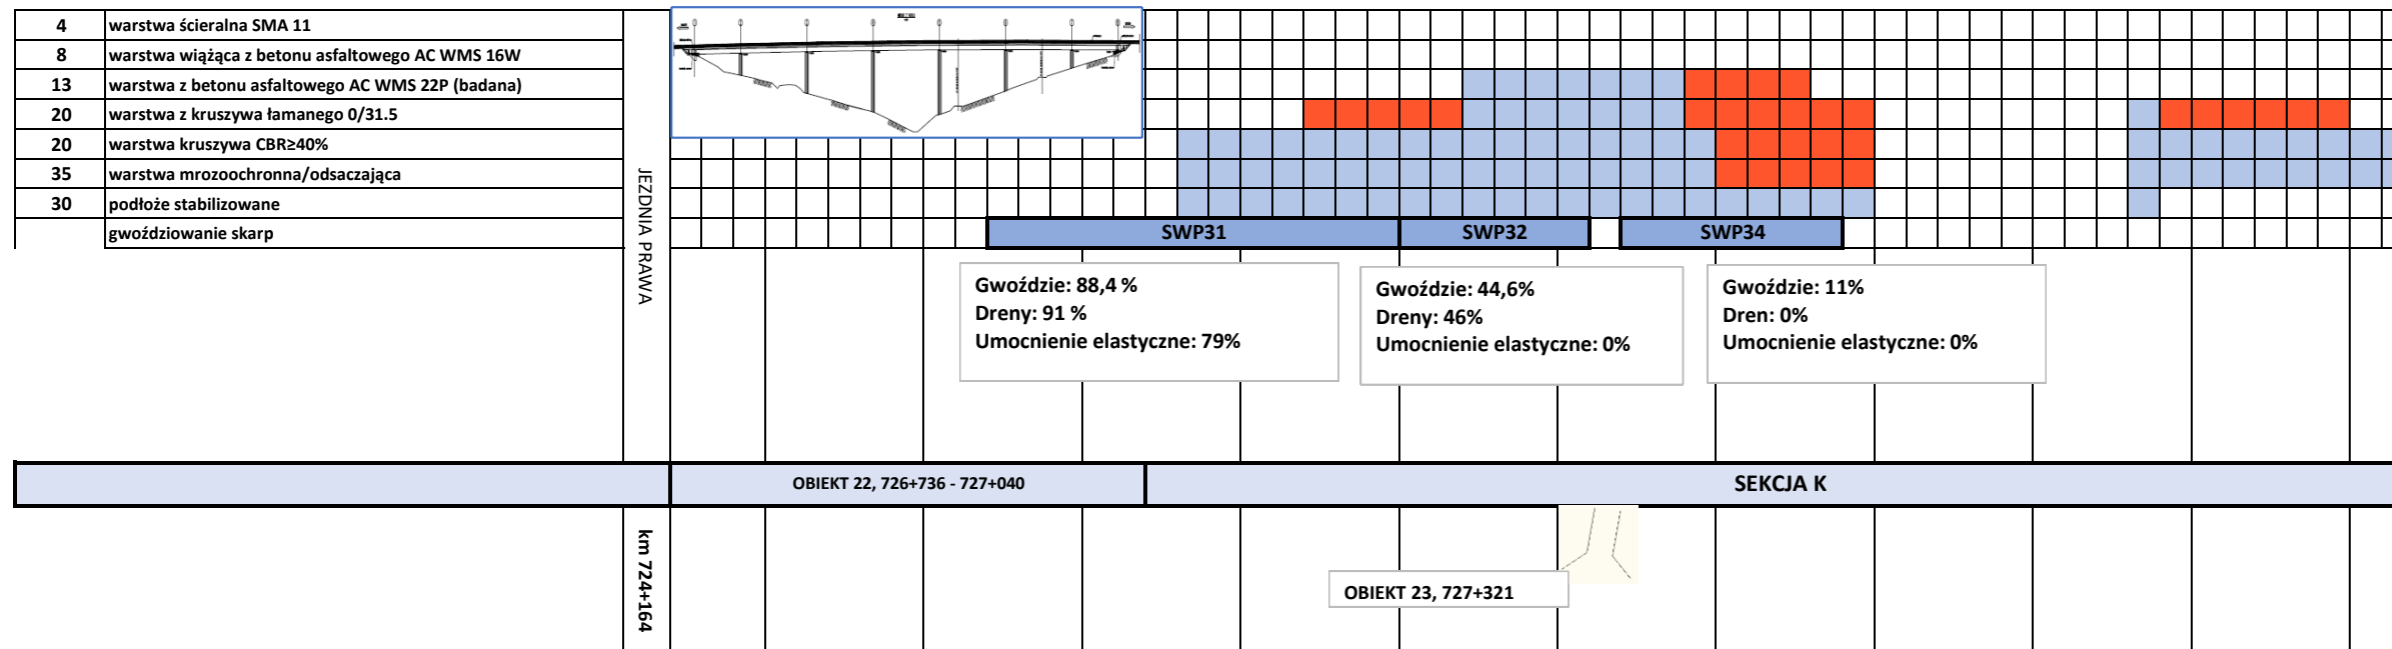 4 warstwa ścieralna SMA 11
8 warstwa wiążąca z betonu asfaltowego AC WMS 16W
13 warstwa z betonu asfaltowego AC WMS 22P (badana)
20 warstwa z kruszywa łamanego 0/31.5
20 warstwa kruszywa CBR≥40%
35 warstwa mrozoochronna/odsaczająca
30 podłoże stabilizowane
gwoździowanie skarp
JEZDNIA PRAWA
SWP31 SWP32 SWP34
Gwoździe: 88,4 %
Dreny: 91 %
Umocnienie elastyczne: 79%
Gwoździe: 44,6%
Dreny: 46%
Umocnienie elastyczne: 0%
Gwoździe: 11%
Dren: 0%
Umocnienie elastyczne: 0%
OBIEKT 22, 726+736 - 727+040
SEKCJA K
km 724+164
OBIEKT 23, 727+321